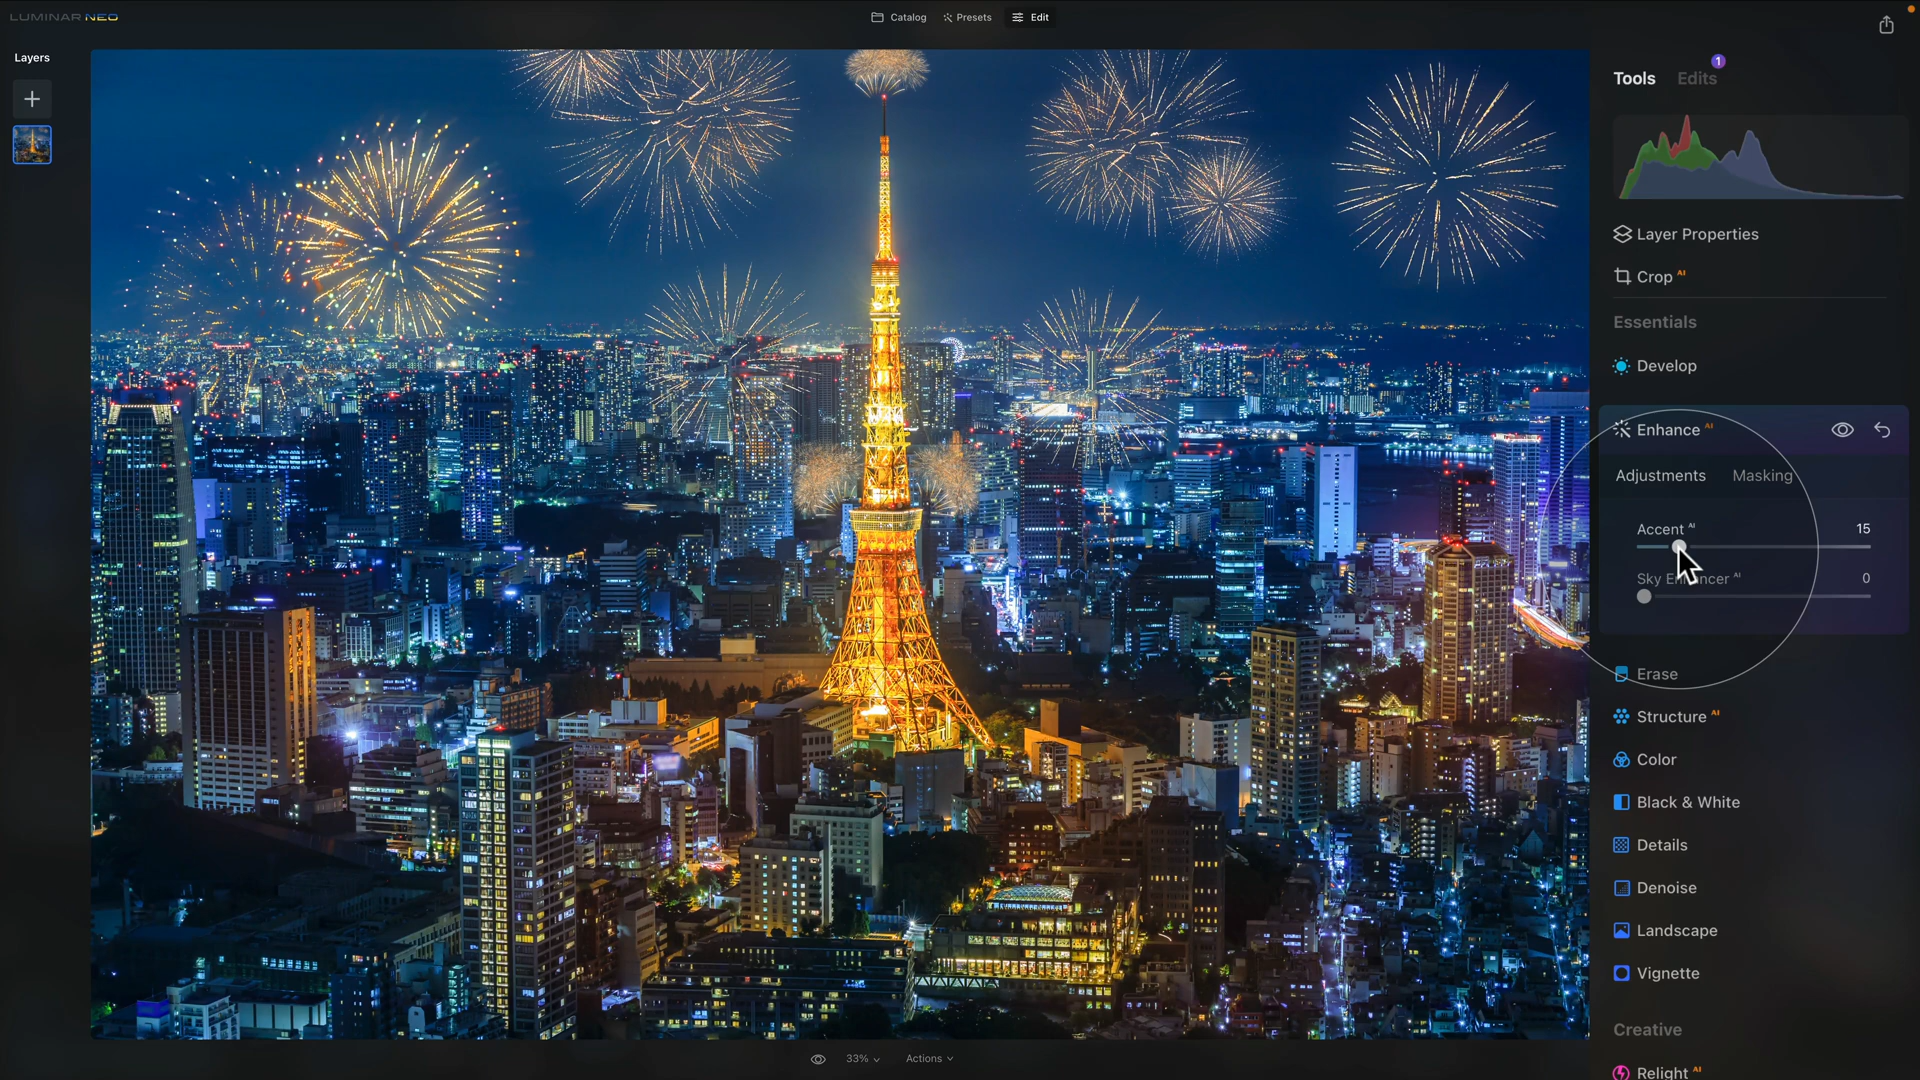 LUMINAR NEO
Catalog
Presets
Edit
Layers
Tools
Edits
1
Layer Properties
Crop AI
Essentials
Develop
Enhance AI
Adjustments
Masking
Accent AI
15
AI
0
Erase
Structure AI
Color
Black & White
Details
Denoise
Landscape
Vignette
Creative
Relight AI
33%
Actions